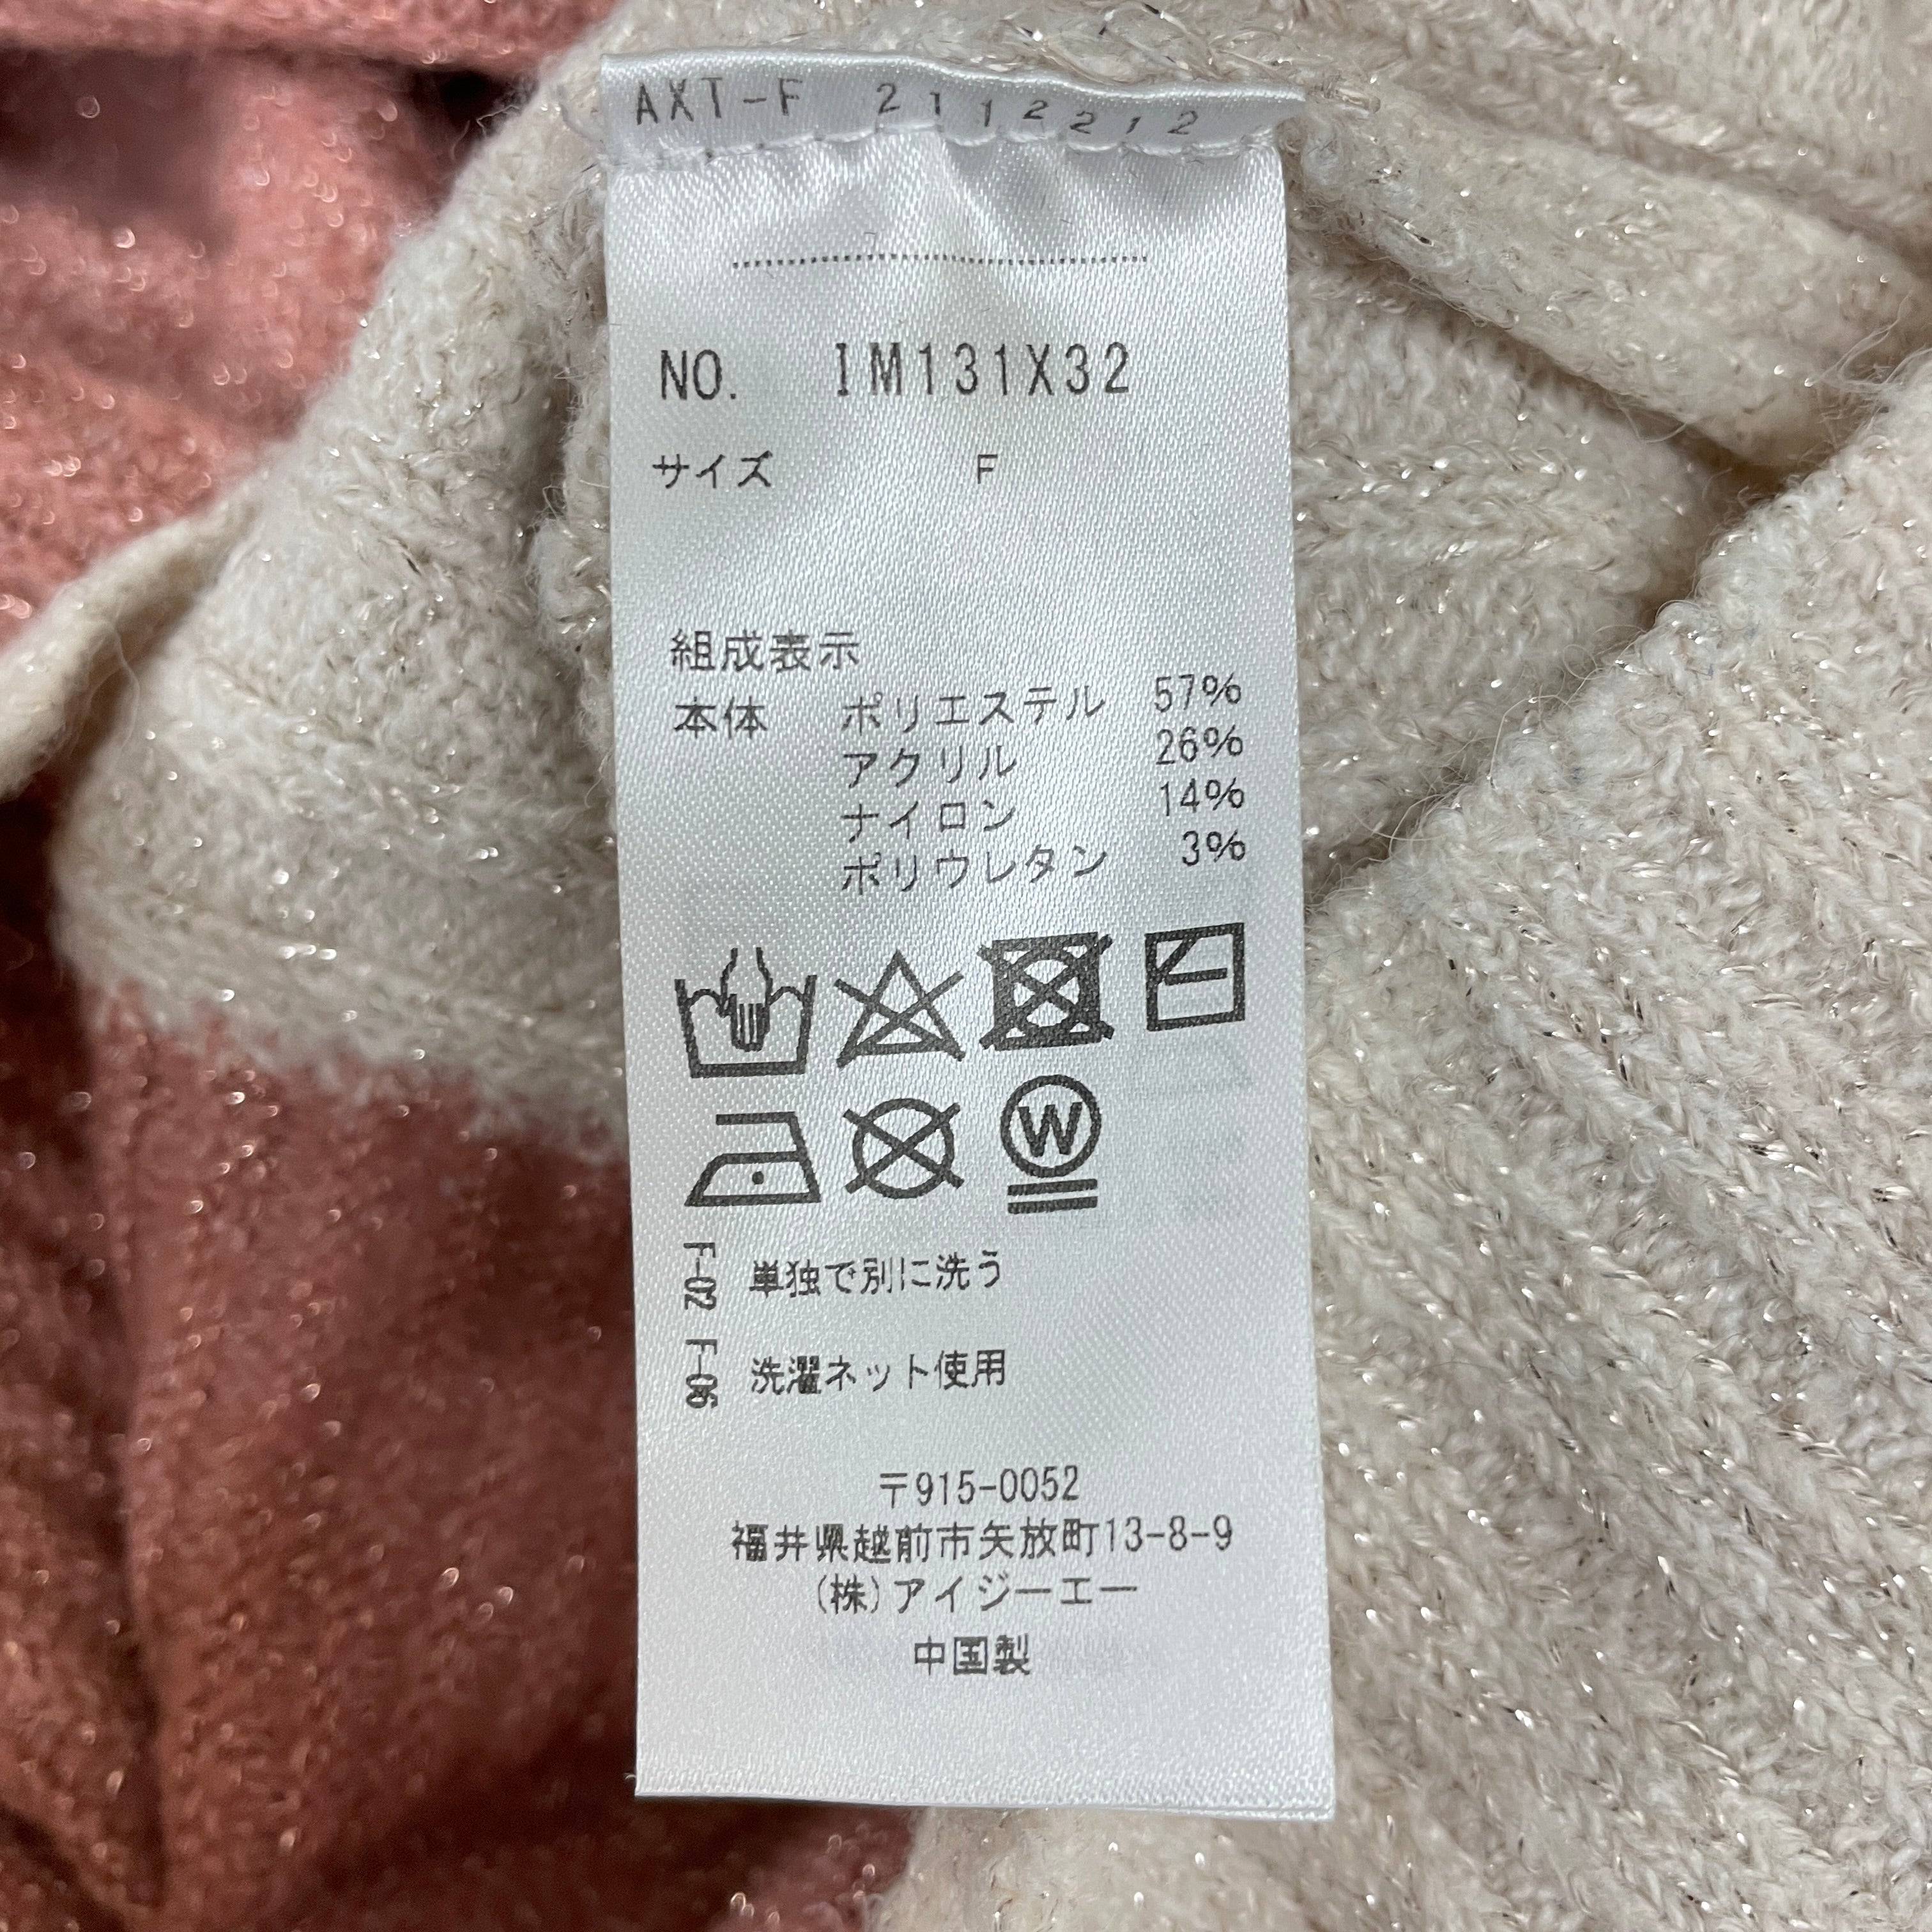 AXT-F 2112212
NO. IM131X32
サイズ F
組成表示
本体 ポリエステル 57%
アクリル 26%
ナイロン 14%
ポリウレタン 3%
W
F-02 F-06
単独で別に洗う
洗濯ネット使用
〒915-0052
福井県越前市矢放町13-8-9
(株)アイジーエー
中国製